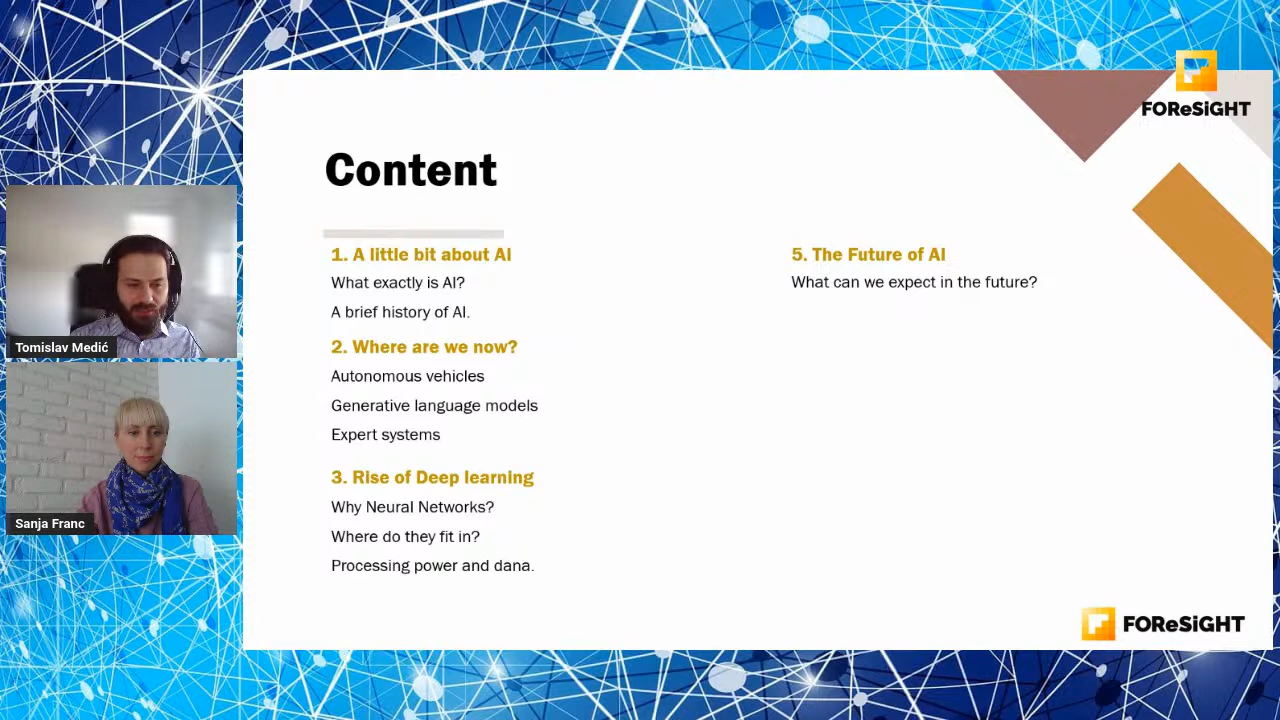 FOReSiGHT
Content
1. A little bit about AI
What exactly is AI?
A brief history of AI.
2. Where are we now?
Autonomous vehicles
Generative language models
Expert systems
3. Rise of Deep learning
Why Neural Networks?
Where do they fit in?
Processing power and dana.
5. The Future of AI
What can we expect in the future?
Tomislav Medić
Sanja Franc
FOReSiGHT